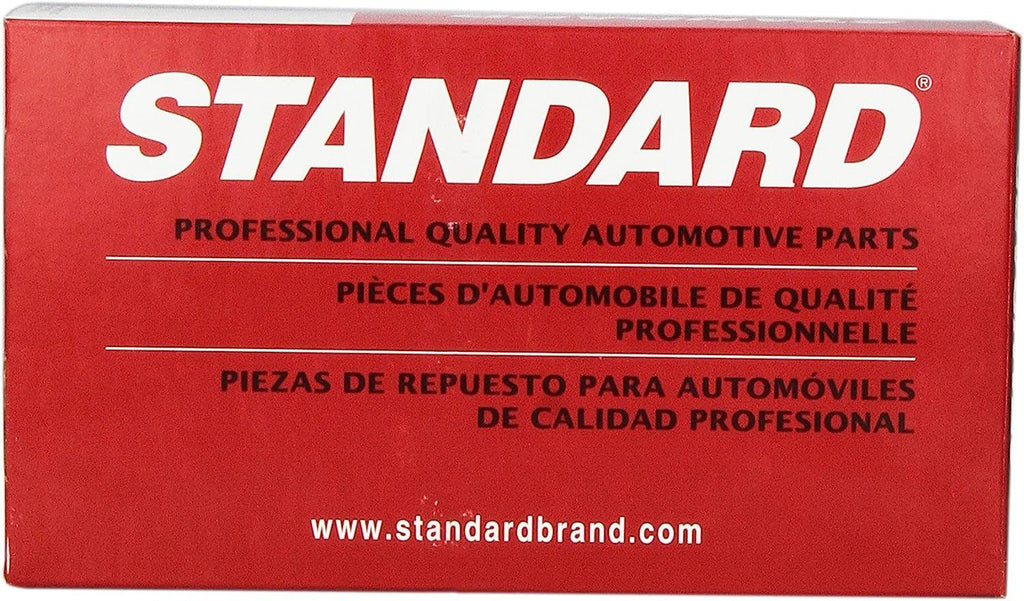 STANDARD®
PROFESSIONAL QUALITY AUTOMOTIVE PARTS
PIÈCES D'AUTOMOBILE DE QUALITÉ
PROFESSIONNELLE
PIEZAS DE REPUESTO PARA AUTOMÓVILES
DE CALIDAD PROFESIONAL
www.standardbrand.com